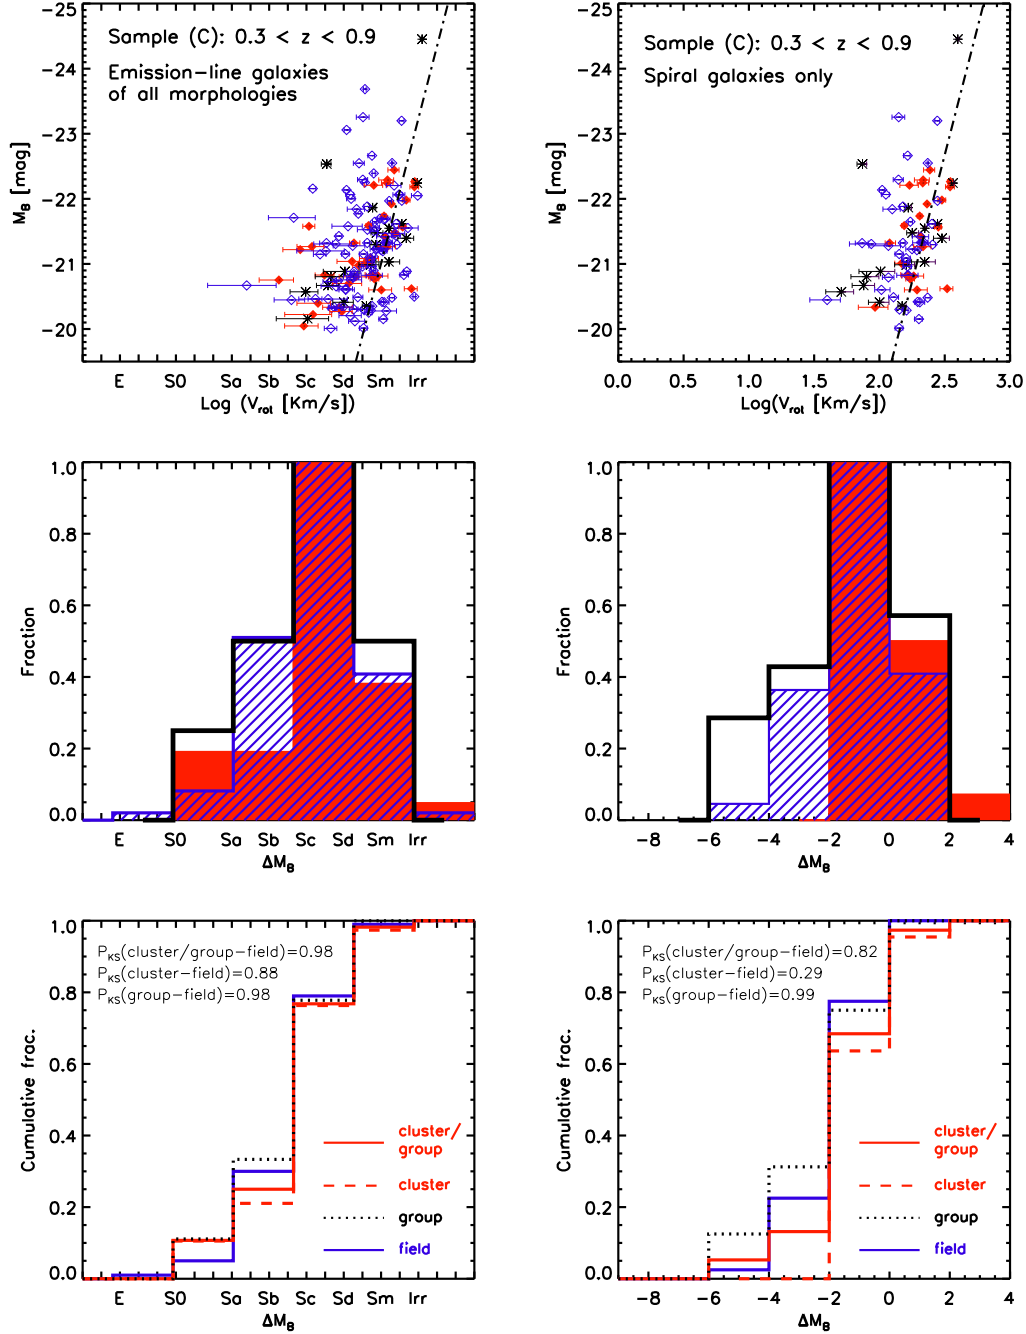 Sample (C): 0.3 < z < 0.9
Emission-line galaxies
of all morphologies
-25
-24
-23
-22
-21
-20
M_B [mag]
E S0 Sa Sb Sc Sd Sm Irr
Log (V_rot [Km/s])
Sample (C): 0.3 < z < 0.9
Spiral galaxies only
-25
-24
-23
-22
-21
-20
M_B [mag]
0.0 0.5 1.0 1.5 2.0 2.5 3.0
Log(V_rot [Km/s])
1.0
0.8
0.6
0.4
0.2
0.0
Fraction
E S0 Sa Sb Sc Sd Sm Irr
ΔM_B
1.0
0.8
0.6
0.4
0.2
0.0
Fraction
-8 -6 -4 -2 0 2 4
ΔM_B
1.0
0.8
0.6
0.4
0.2
0.0
Cumulative frac.
P_KS(cluster/group-field)=0.98
P_KS(cluster-field)=0.88
P_KS(group-field)=0.98
cluster/
group
cluster
group
field
E S0 Sa Sb Sc Sd Sm Irr
ΔM_B
1.0
0.8
0.6
0.4
0.2
0.0
Cumulative frac.
P_KS(cluster/group-field)=0.82
P_KS(cluster-field)=0.29
P_KS(group-field)=0.99
cluster/
group
cluster
group
field
-8 -6 -4 -2 0 2 4
ΔM_B